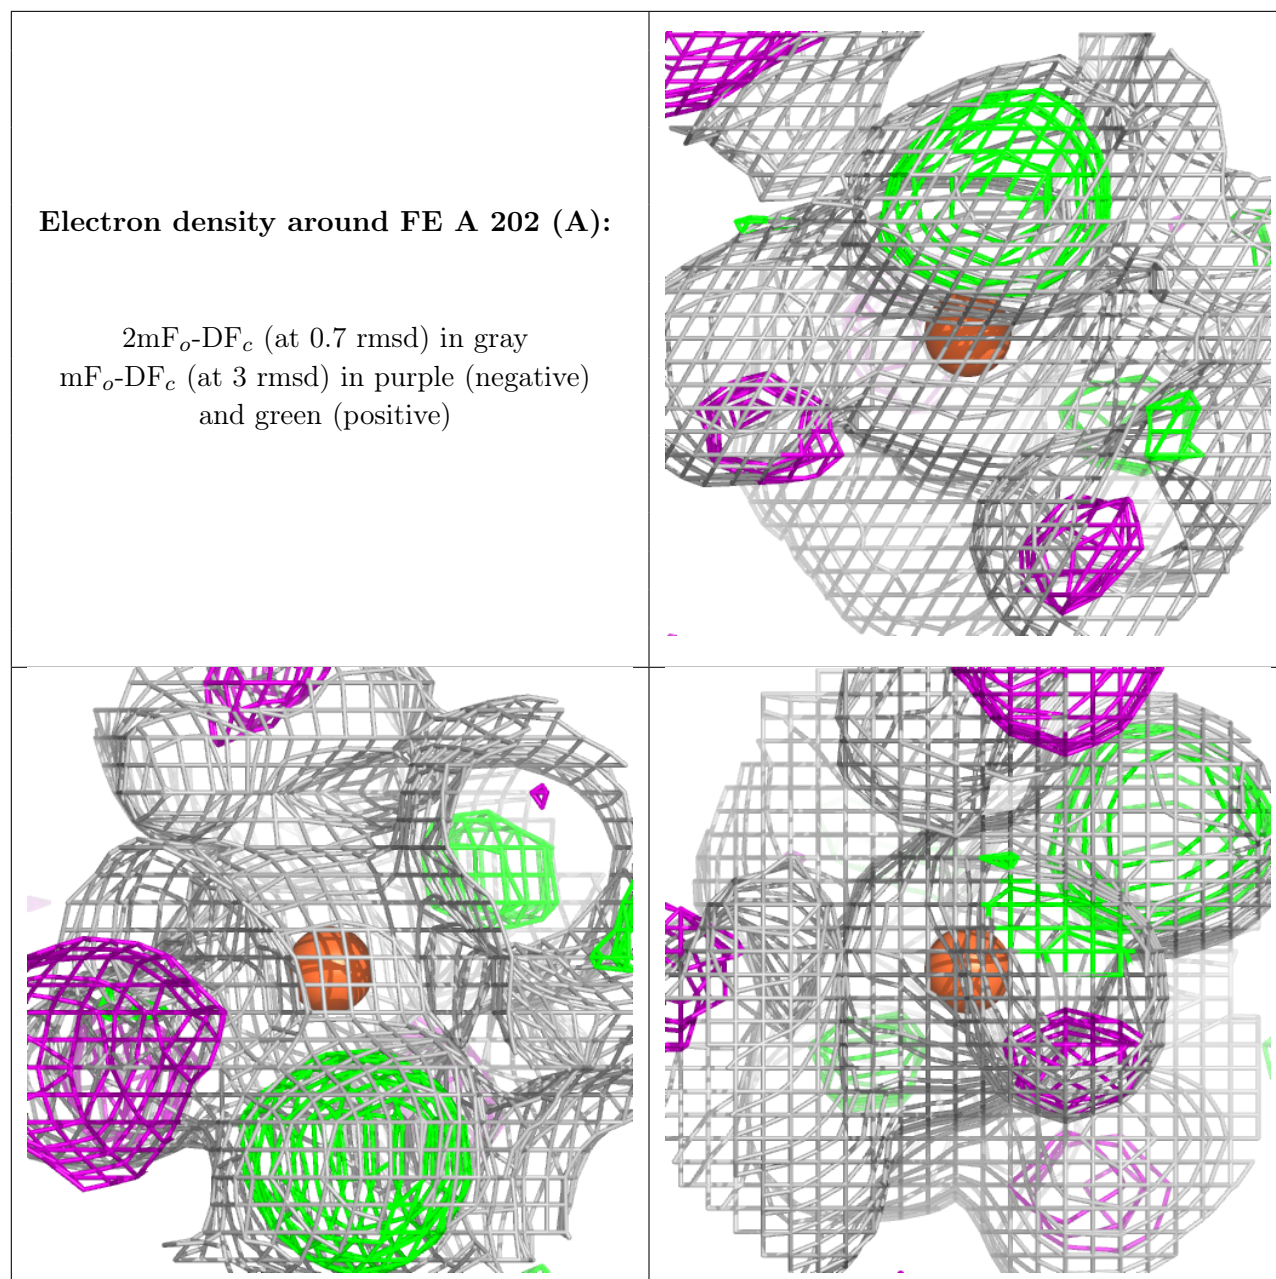 Electron density around FE A 202 (A):
2mFo-DFc (at 0.7 rmsd) in gray
mFo-DFc (at 3 rmsd) in purple (negative)
and green (positive)